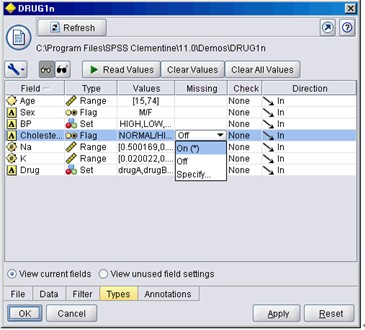 DRUG1n
2 Refresh
C:\Program Files\SPSS Clementine\11.0\Demos\DRUG1n
Read Values Clear Values Clear All Values
Field Type Values Missing Check Direction
Age Range [15,74] None In
Sex Flag M/F None In
BP Set HIGH,LOW,... None In
Choleste... Flag NORMAL/HI... Off None In
Na Range [0.500169,0.... None In
K Range [0.020022,0.... None In
Drug Set drugA,drugB... None In
On (*)
Off
Specify...
View current fields View unused field settings
File Data Filter Types Annotations
OK Cancel Apply Reset